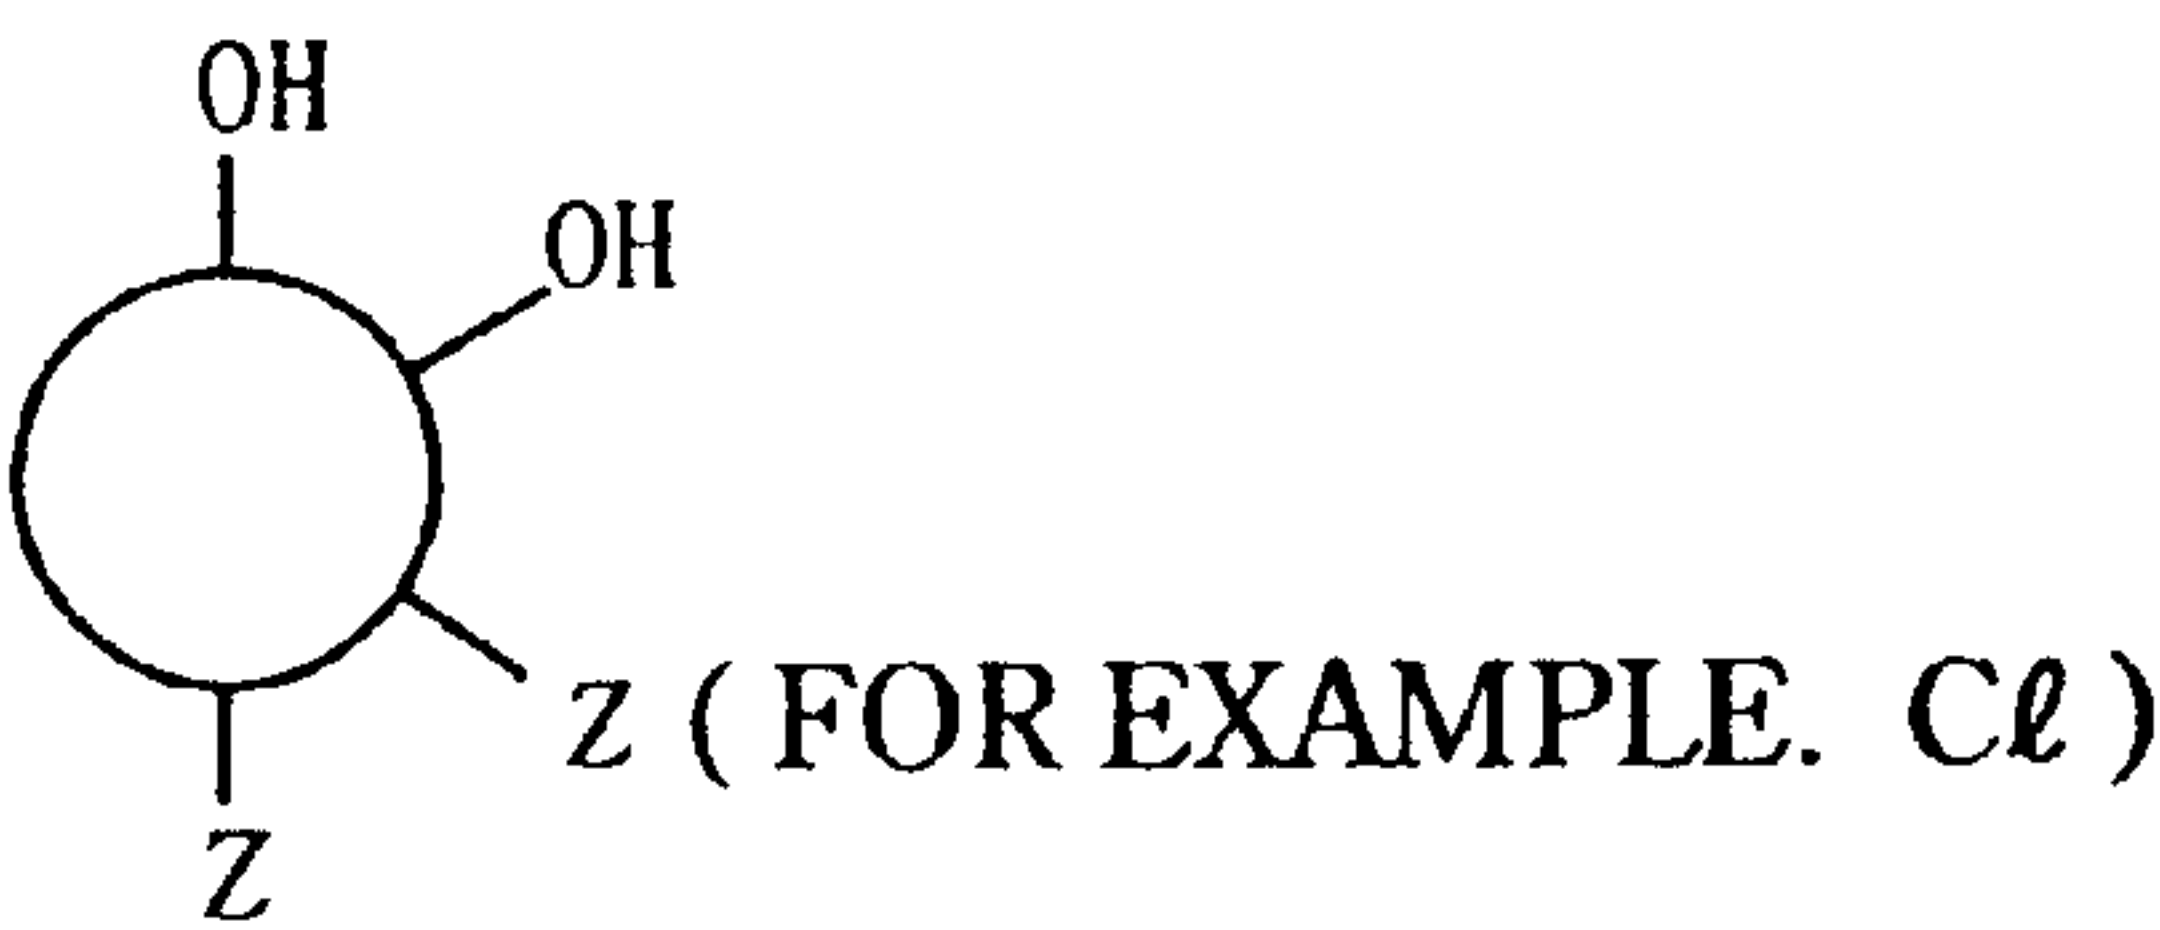 OH
OH
Z (FOR EXAMPLE. Cℓ)
Z